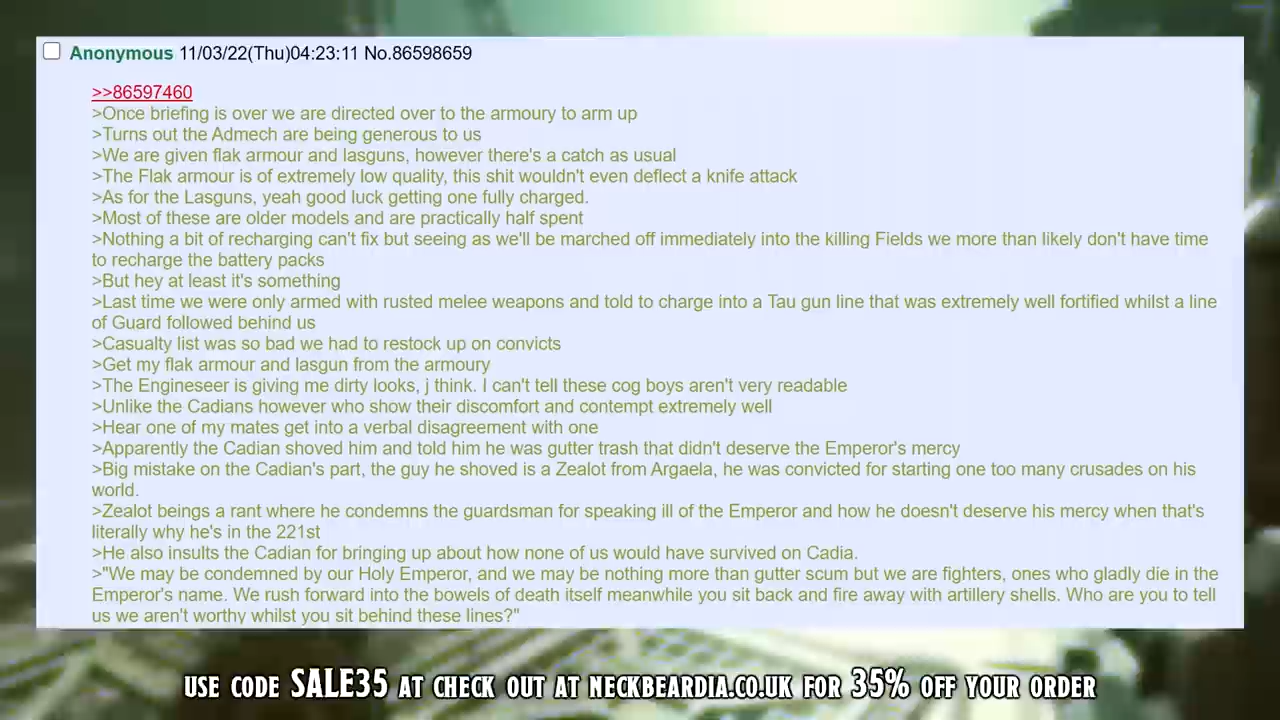 Anonymous 11/03/22(Thu)04:23:11 No.86598659
>>86597460
>Once briefing is over we are directed over to the armoury to arm up
>Turns out the Admech are being generous to us
>We are given flak armour and lasguns, however there's a catch as usual
>The Flak armour is of extremely low quality, this shit wouldn't even deflect a knife attack
>As for the Lasguns, yeah good luck getting one fully charged.
>Most of these are older models and are practically half spent
>Nothing a bit of recharging can't fix but seeing as we'll be marched off immediately into the killing Fields we more than likely don't have time
to recharge the battery packs
>But hey at least it's something
>Last time we were only armed with rusted melee weapons and told to charge into a Tau gun line that was extremely well fortified whilst a line
of Guard followed behind us
>Casualty list was so bad we had to restock up on convicts
>Get my flak armour and lasgun from the armoury
>The Engineseer is giving me dirty looks, j think. I can't tell these cog boys aren't very readable
>Unlike the Cadians however who show their discomfort and contempt extremely well
>Hear one of my mates get into a verbal disagreement with one
>Apparently the Cadian shoved him and told him he was gutter trash that didn't deserve the Emperor's mercy
>Big mistake on the Cadian's part, the guy he shoved is a Zealot from Argaela, he was convicted for starting one too many crusades on his
world.
>Zealot beings a rant where he condemns the guardsman for speaking ill of the Emperor and how he doesn't deserve his mercy when that's
literally why he's in the 221st
>He also insults the Cadian for bringing up about how none of us would have survived on Cadia.
>"We may be condemned by our Holy Emperor, and we may be nothing more than gutter scum but we are fighters, ones who gladly die in the
Emperor's name. We rush forward into the bowels of death itself meanwhile you sit back and fire away with artillery shells. Who are you to tell
us we aren't worthy whilst you sit behind these lines?"
USE CODE SALE35 AT CHECK OUT AT NECKBEARDIA.CO.UK FOR 35% OFF YOUR ORDER